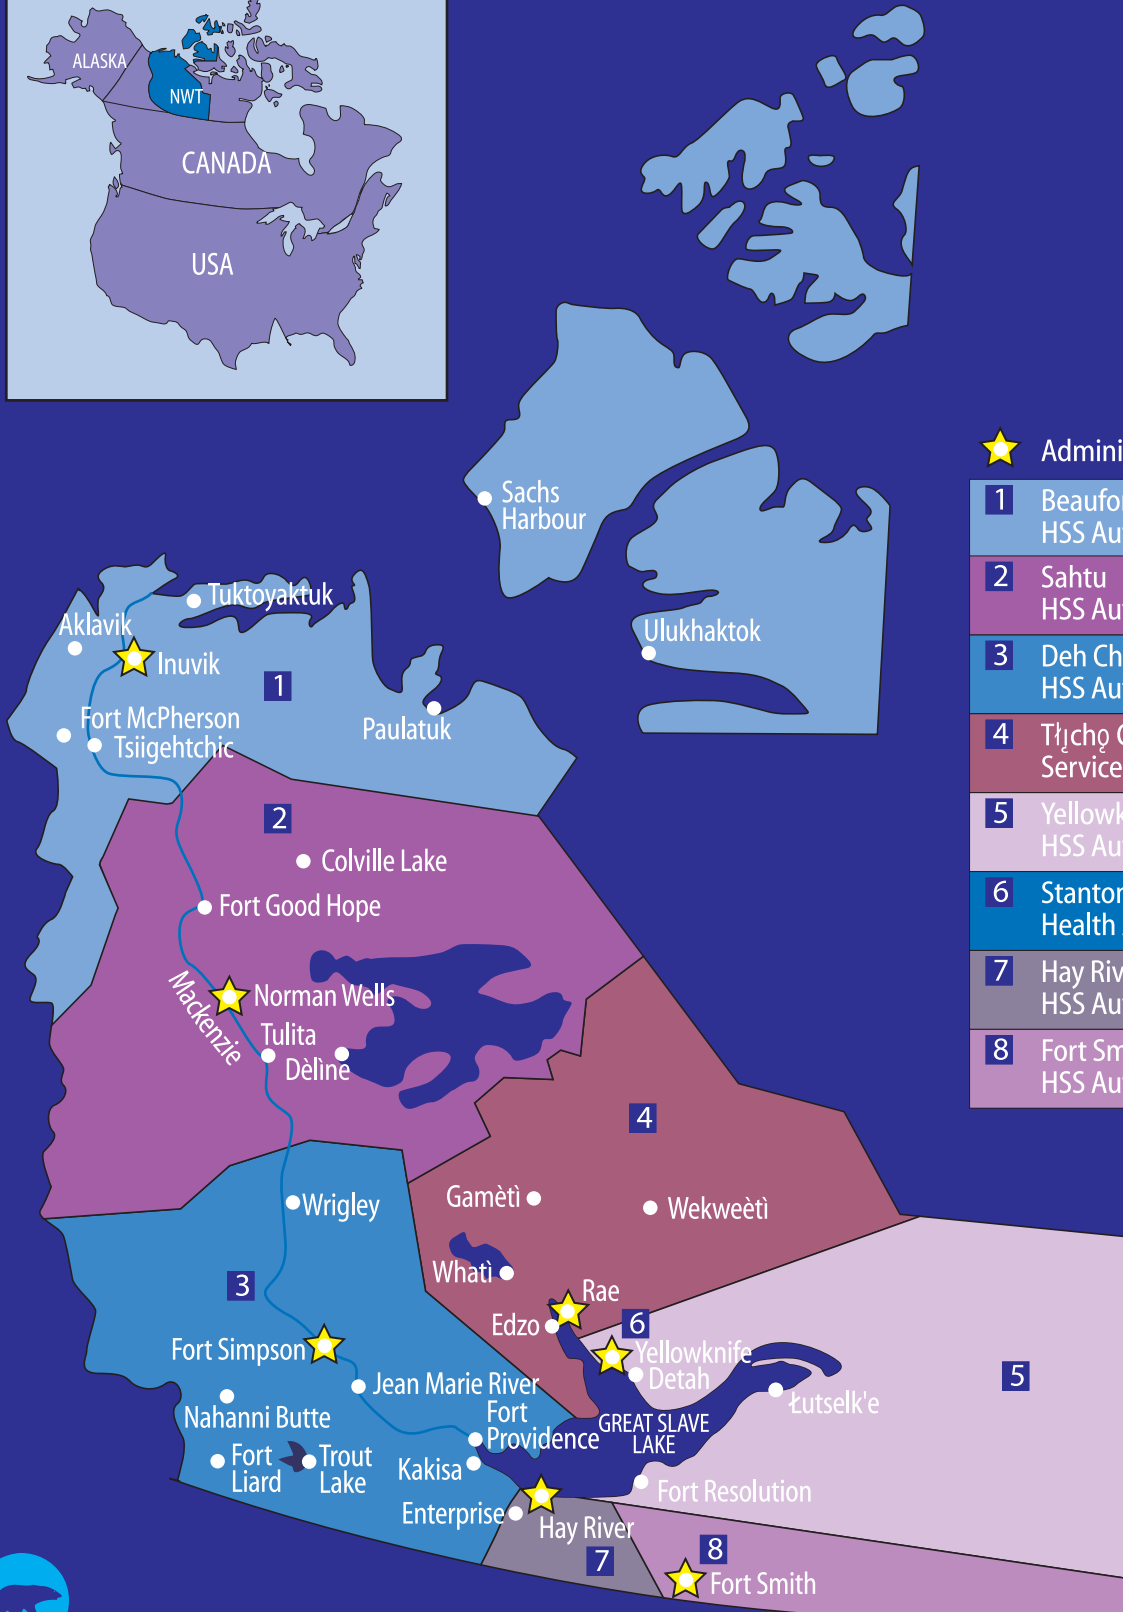 ALASKA
NWT
CANADA
USA
Sachs
Harbour
Ulukhaktok
Tuktoyaktuk
Aklavik
Inuvik
1
Fort McPherson
Tsiigehtchic
Paulatuk
2
Colville Lake
Fort Good Hope
Mackenzie
Norman Wells
Tulita
Dèline
4
Gamètì
Wekweètì
Wrigley
Whatì
3
Rae
Edzo
6
Fort Simpson
Yellowknife
Detah
5
Łutselk'e
Jean Marie River
Nahanni Butte
Fort
Providence
GREAT SLAVE
LAKE
Fort
Liard
Trout
Lake
Kakisa
Fort Resolution
Enterprise
Hay River
7
8
Fort Smith
Admini
1 Beaufor
HSS Au
2 Sahtu
HSS Au
3 Deh Ch
HSS Au
4 Tłı̨chǫ C
Service
5 Yellowk
HSS Au
6 Stanton
Health
7 Hay Riv
HSS Au
8 Fort Sm
HSS Au